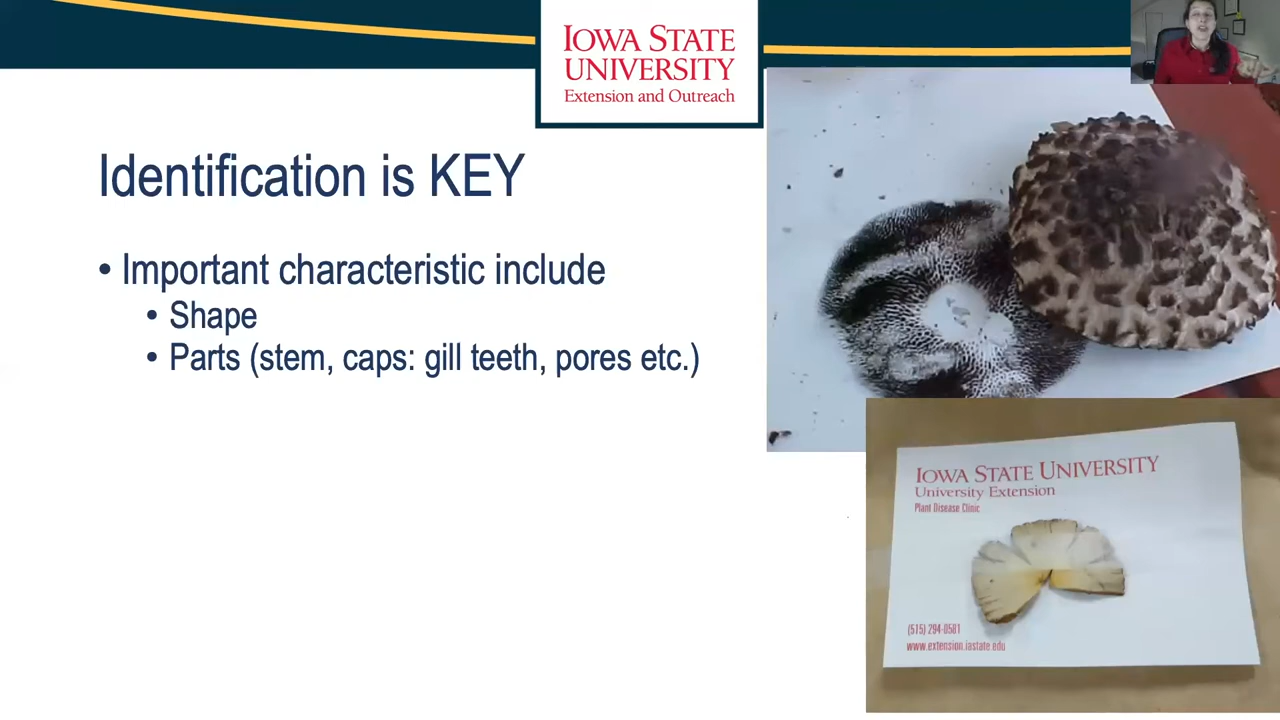 IOWA STATE
UNIVERSITY
Extension and Outreach
Identification is KEY
• Important characteristic include
• Shape
• Parts (stem, caps: gill teeth, pores etc.)
IOWA STATE UNIVERSITY
University Extension
Plant Disease Clinic
(515) 294-0581
www.extension.iastate.edu